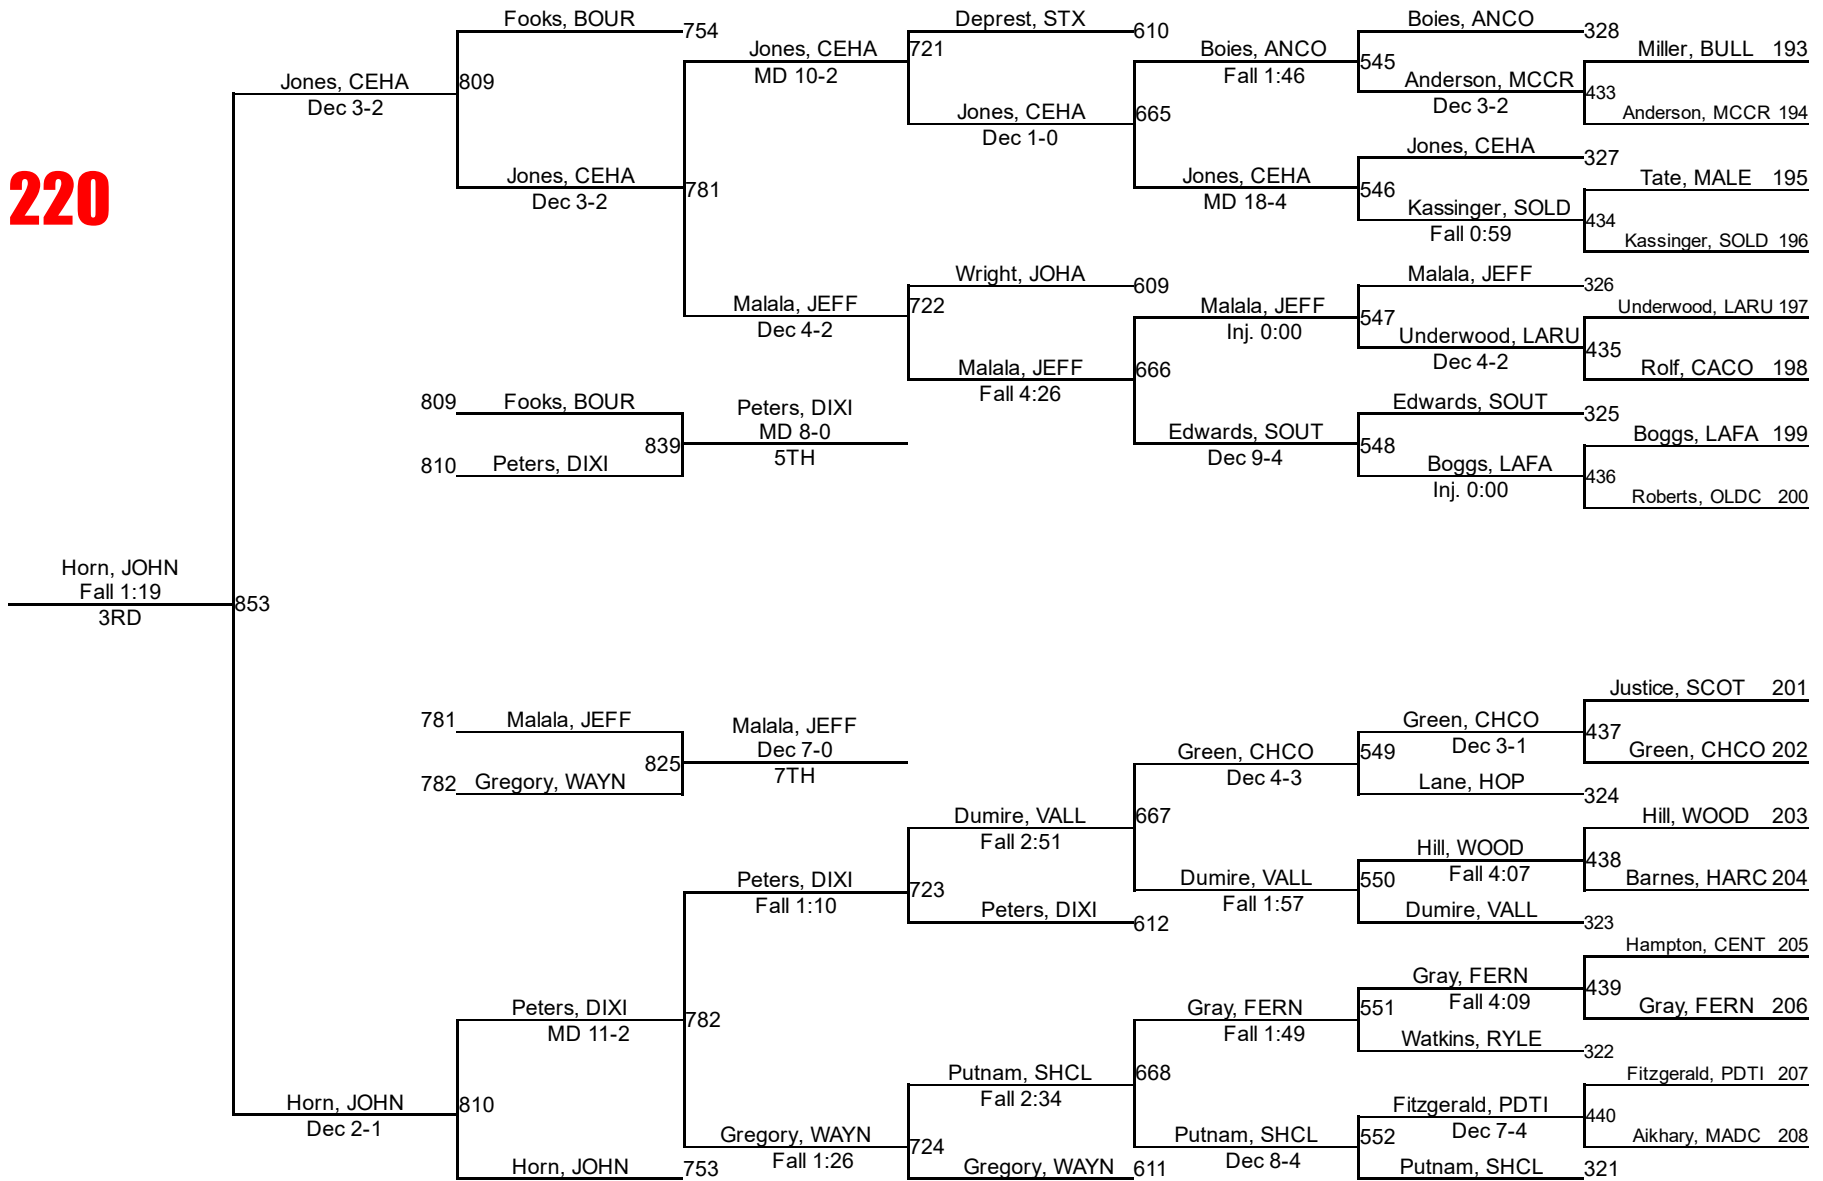 220
Fooks, BOUR
754
Jones, CEHA
Dec 3-2
809
Jones, CEHA
Dec 3-2
Jones, CEHA
MD 10-2
781
Malala, JEFF
Dec 4-2
Deprest, STX
610
721
Jones, CEHA
Dec 1-0
Wright, JOHA
609
722
Malala, JEFF
Fall 4:26
Boies, ANCO
Fall 1:46
665
Jones, CEHA
MD 18-4
Malala, JEFF
Inj. 0:00
666
Edwards, SOUT
Dec 9-4
Boies, ANCO
328
545
Anderson, MCCR
Dec 3-2
Jones, CEHA
327
546
Kassinger, SOLD
Fall 0:59
Malala, JEFF
326
547
Underwood, LARU
Dec 4-2
Edwards, SOUT
325
548
Boggs, LAFA
Inj. 0:00
Miller, BULL 193
433
Anderson, MCCR 194
Tate, MALE 195
434
Kassinger, SOLD 196
Underwood, LARU 197
435
Rolf, CACO 198
Boggs, LAFA 199
436
Roberts, OLDC 200
809 Fooks, BOUR
839
810 Peters, DIXI
Peters, DIXI
MD 8-0
5TH
Horn, JOHN
Fall 1:19
3RD
853
781 Malala, JEFF
825
782 Gregory, WAYN
Malala, JEFF
Dec 7-0
7TH
Horn, JOHN
Dec 2-1
810
Peters, DIXI
MD 11-2
Horn, JOHN
753
782
Peters, DIXI
Fall 1:10
Gregory, WAYN
Fall 1:26
Dumire, VALL
Fall 2:51
723
Peters, DIXI
612
Putnam, SHCL
Fall 2:34
724
Gregory, WAYN
611
Green, CHCO
Dec 4-3
667
Dumire, VALL
Fall 1:57
Gray, FERN
Fall 1:49
668
Putnam, SHCL
Dec 8-4
Green, CHCO
Dec 3-1
549
Lane, HOP
324
Hill, WOOD
Fall 4:07
550
Dumire, VALL
323
Gray, FERN
Fall 4:09
551
Watkins, RYLE
322
Fitzgerald, PDTI
Dec 7-4
552
Putnam, SHCL
321
Justice, SCOT 201
437
Green, CHCO 202
Hill, WOOD 203
438
Barnes, HARC 204
Hampton, CENT 205
439
Gray, FERN 206
Fitzgerald, PDTI 207
440
Aikhary, MADC 208